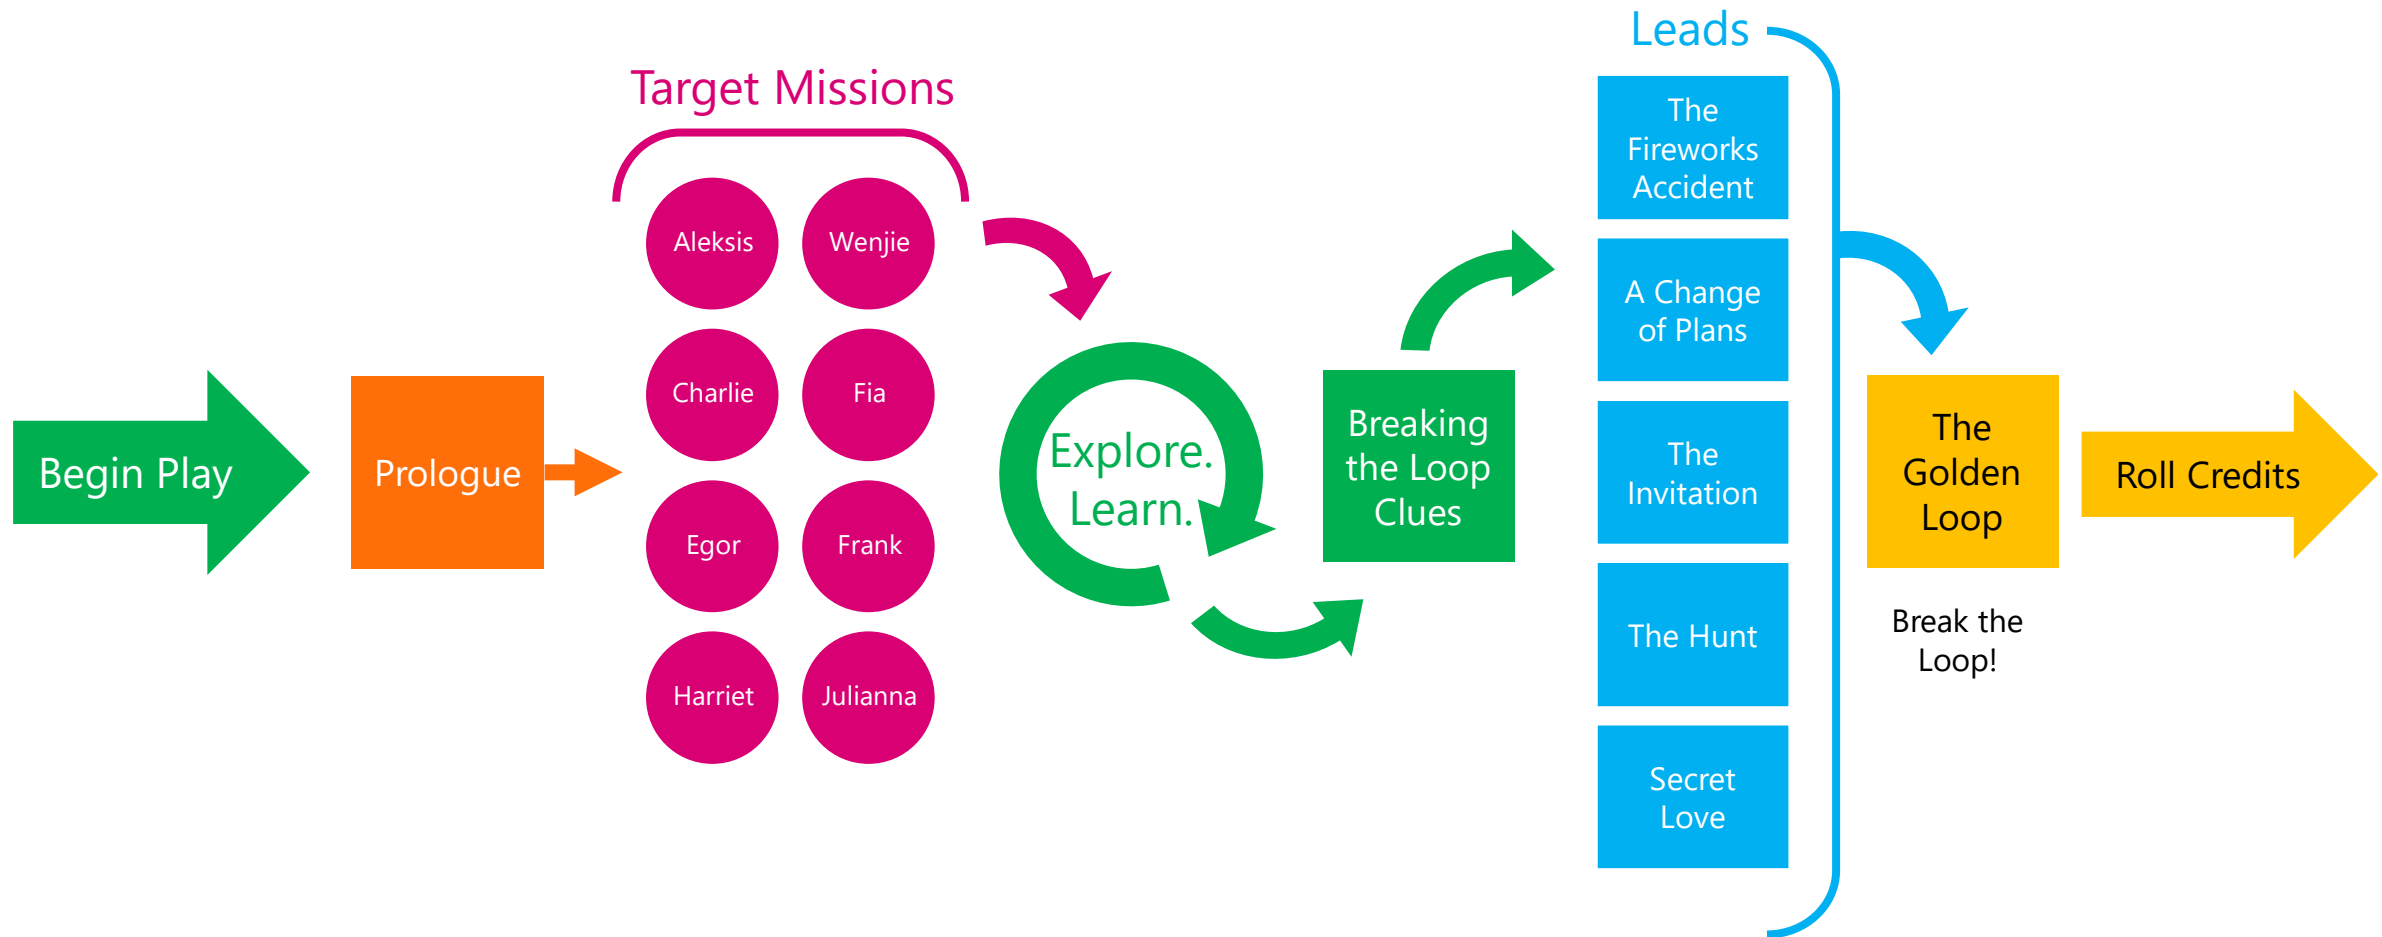 Begin Play
Prologue
Target Missions
Aleksis
Wenjie
Charlie
Fia
Egor
Frank
Harriet
Julianna
Explore.
Learn.
Breaking
the Loop
Clues
Leads
The
Fireworks
Accident
A Change
of Plans
The
Invitation
The Hunt
Secret
Love
The
Golden
Loop
Break the
Loop!
Roll Credits